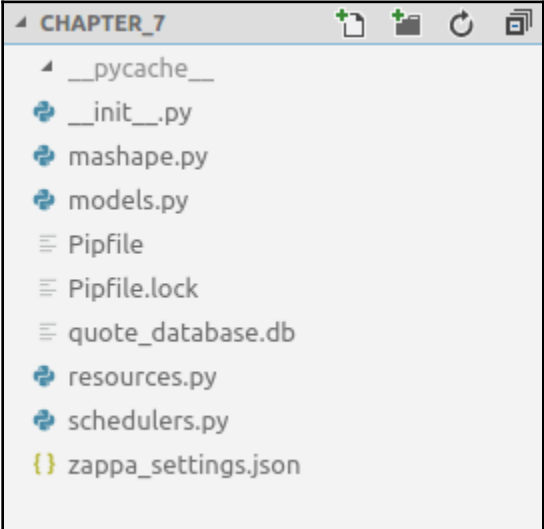 CHAPTER_7
__pycache__
__init__.py
mashape.py
models.py
Pipfile
Pipfile.lock
quote_database.db
resources.py
schedulers.py
zappa_settings.json